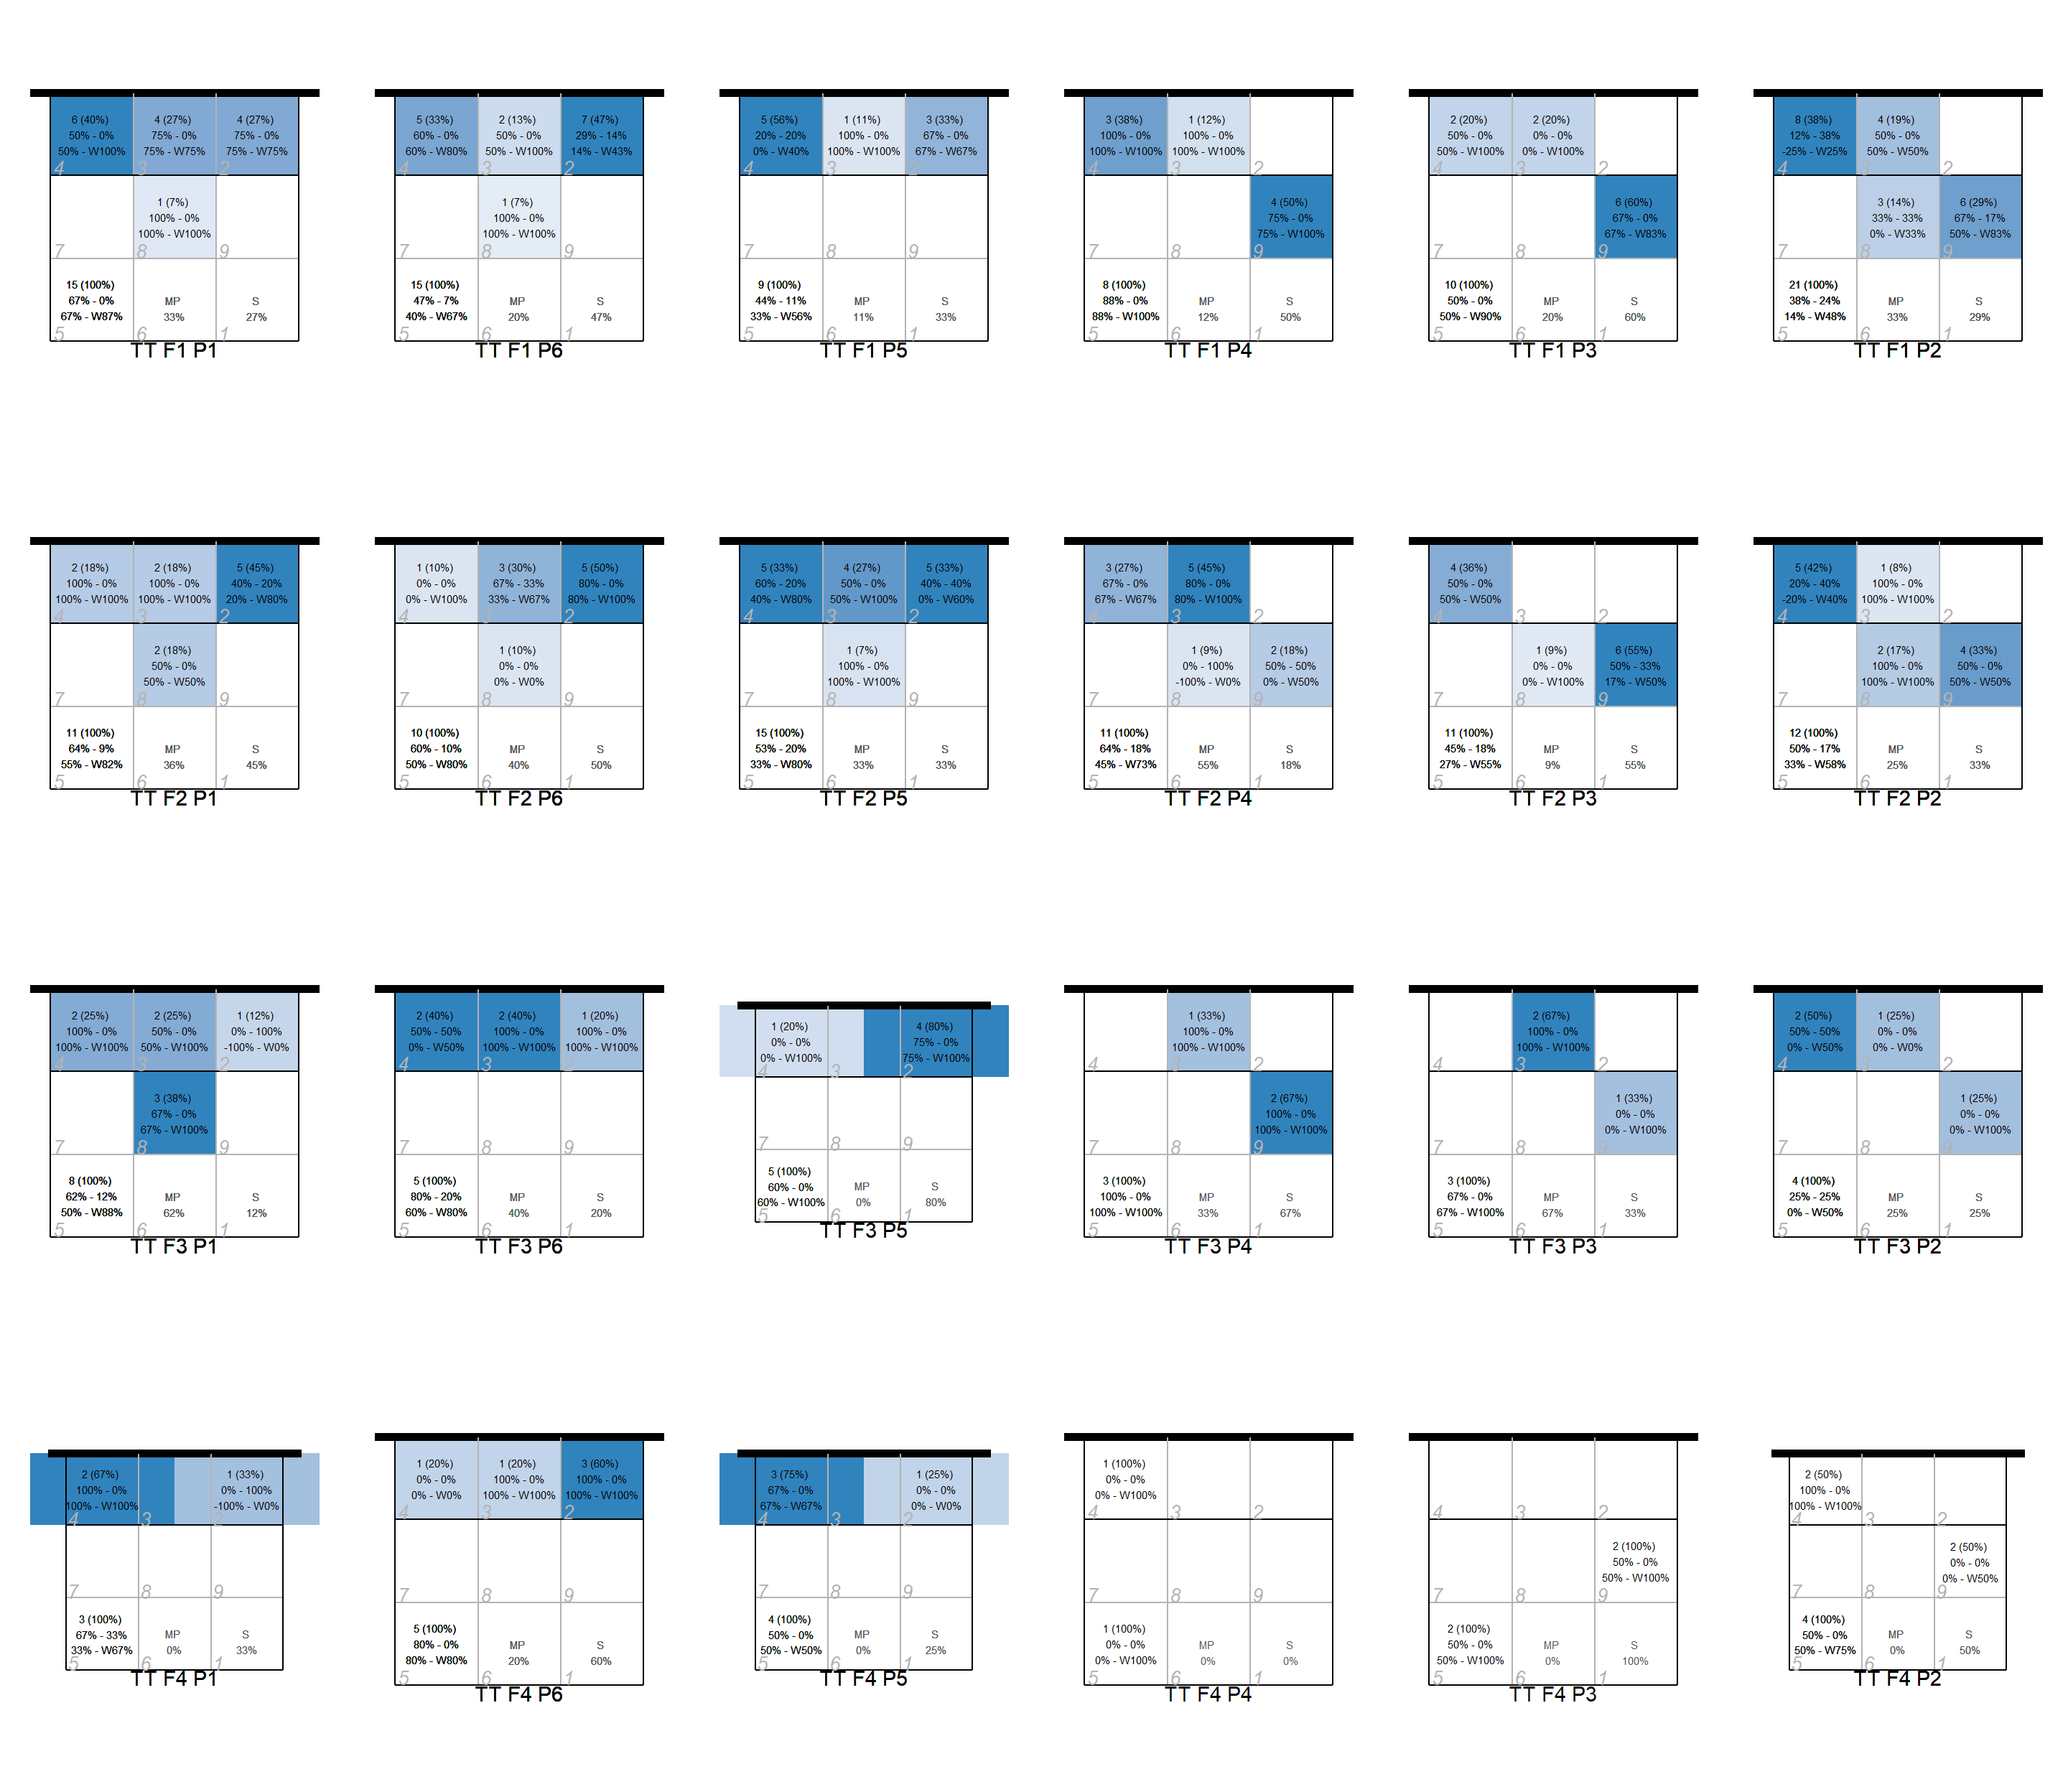 6 (40%)
50% - 0%
50% - W100%
4
4 (27%)
75% - 0%
75% - W75%
3
4 (27%)
75% - 0%
75% - W75%
2
7
1 (7%)
100% - 0%
100% - W100%
8
9
15 (100%)
67% - 0%
67% - W87%
5
MP
33%
6
S
27%
1
TT F1 P1
5 (33%)
60% - 0%
60% - W80%
4
2 (13%)
50% - 0%
50% - W100%
3
7 (47%)
29% - 14%
14% - W43%
2
7
1 (7%)
100% - 0%
100% - W100%
8
9
15 (100%)
47% - 7%
40% - W67%
5
MP
20%
6
S
47%
1
TT F1 P6
5 (56%)
20% - 20%
0% - W40%
4
1 (11%)
100% - 0%
100% - W100%
3
3 (33%)
67% - 0%
67% - W67%
2
7
8
9
9 (100%)
44% - 11%
33% - W56%
5
MP
11%
6
S
33%
1
TT F1 P5
3 (38%)
100% - 0%
100% - W100%
4
1 (12%)
100% - 0%
100% - W100%
3
2
7
8
4 (50%)
75% - 0%
75% - W100%
9
8 (100%)
88% - 0%
88% - W100%
5
MP
12%
6
S
50%
1
TT F1 P4
2 (20%)
50% - 0%
50% - W100%
4
2 (20%)
0% - 0%
0% - W100%
3
2
7
8
6 (60%)
67% - 0%
67% - W83%
9
10 (100%)
50% - 0%
50% - W90%
5
MP
20%
6
S
60%
1
TT F1 P3
8 (38%)
12% - 38%
-25% - W25%
4
4 (19%)
50% - 0%
50% - W50%
3
2
7
3 (14%)
33% - 33%
0% - W33%
8
6 (29%)
67% - 17%
50% - W83%
9
21 (100%)
38% - 24%
14% - W48%
5
MP
33%
6
S
29%
1
TT F1 P2
2 (18%)
100% - 0%
100% - W100%
4
2 (18%)
100% - 0%
100% - W100%
3
5 (45%)
40% - 20%
20% - W80%
2
7
2 (18%)
50% - 0%
50% - W50%
8
9
11 (100%)
64% - 9%
55% - W82%
5
MP
36%
6
S
45%
1
TT F2 P1
1 (10%)
0% - 0%
0% - W100%
4
3 (30%)
67% - 33%
33% - W67%
3
5 (50%)
80% - 0%
80% - W100%
2
7
1 (10%)
0% - 0%
0% - W0%
8
9
10 (100%)
60% - 10%
50% - W80%
5
MP
40%
6
S
50%
1
TT F2 P6
5 (33%)
60% - 20%
40% - W80%
4
4 (27%)
50% - 0%
50% - W100%
3
5 (33%)
40% - 40%
0% - W60%
2
7
1 (7%)
100% - 0%
100% - W100%
8
9
15 (100%)
53% - 20%
33% - W80%
5
MP
33%
6
S
33%
1
TT F2 P5
3 (27%)
67% - 0%
67% - W67%
4
5 (45%)
80% - 0%
80% - W100%
3
2
7
1 (9%)
0% - 100%
-100% - W0%
8
2 (18%)
50% - 50%
0% - W50%
9
11 (100%)
64% - 18%
45% - W73%
5
MP
55%
6
S
18%
1
TT F2 P4
4 (36%)
50% - 0%
50% - W50%
4
3
2
7
1 (9%)
0% - 0%
0% - W100%
8
6 (55%)
50% - 33%
17% - W50%
9
11 (100%)
45% - 18%
27% - W55%
5
MP
9%
6
S
55%
1
TT F2 P3
5 (42%)
20% - 40%
-20% - W40%
4
1 (8%)
100% - 0%
100% - W100%
3
2
7
2 (17%)
100% - 0%
100% - W100%
8
4 (33%)
50% - 0%
50% - W50%
9
12 (100%)
50% - 17%
33% - W58%
5
MP
25%
6
S
33%
1
TT F2 P2
2 (25%)
100% - 0%
100% - W100%
4
2 (25%)
50% - 0%
50% - W100%
3
1 (12%)
0% - 100%
-100% - W0%
2
7
3 (38%)
67% - 0%
67% - W100%
8
9
8 (100%)
62% - 12%
50% - W88%
5
MP
62%
6
S
12%
1
TT F3 P1
2 (40%)
50% - 50%
0% - W50%
4
2 (40%)
100% - 0%
100% - W100%
3
1 (20%)
100% - 0%
100% - W100%
2
7
8
9
5 (100%)
80% - 20%
60% - W80%
5
MP
40%
6
S
20%
1
TT F3 P6
1 (20%)
0% - 0%
0% - W100%
4
3
4 (80%)
75% - 0%
75% - W100%
2
7
8
9
5 (100%)
60% - 0%
60% - W100%
5
MP
0%
6
S
80%
1
TT F3 P5
4
1 (33%)
100% - 0%
100% - W100%
3
2
7
8
2 (67%)
100% - 0%
100% - W100%
9
3 (100%)
100% - 0%
100% - W100%
5
MP
33%
6
S
67%
1
TT F3 P4
4
2 (67%)
100% - 0%
100% - W100%
3
2
7
8
1 (33%)
0% - 0%
0% - W100%
9
3 (100%)
67% - 0%
67% - W100%
5
MP
67%
6
S
33%
1
TT F3 P3
2 (50%)
50% - 50%
0% - W50%
4
1 (25%)
0% - 0%
0% - W0%
3
2
7
8
1 (25%)
0% - 0%
0% - W100%
9
4 (100%)
25% - 25%
0% - W50%
5
MP
25%
6
S
25%
1
TT F3 P2
2 (67%)
100% - 0%
100% - W100%
4
3
1 (33%)
0% - 100%
-100% - W0%
2
7
8
9
3 (100%)
67% - 33%
33% - W67%
5
MP
0%
6
S
33%
1
TT F4 P1
1 (20%)
0% - 0%
0% - W0%
4
1 (20%)
100% - 0%
100% - W100%
3
3 (60%)
100% - 0%
100% - W100%
2
7
8
9
5 (100%)
80% - 0%
80% - W80%
5
MP
20%
6
S
60%
1
TT F4 P6
3 (75%)
67% - 0%
67% - W67%
4
3
1 (25%)
0% - 0%
0% - W0%
2
7
8
9
4 (100%)
50% - 0%
50% - W50%
5
MP
0%
6
S
25%
1
TT F4 P5
1 (100%)
0% - 0%
0% - W100%
4
3
2
7
8
9
1 (100%)
0% - 0%
0% - W100%
5
MP
0%
6
S
0%
1
TT F4 P4
4
3
2
7
8
2 (100%)
50% - 0%
50% - W100%
9
2 (100%)
50% - 0%
50% - W100%
5
MP
0%
6
S
100%
1
TT F4 P3
2 (50%)
100% - 0%
100% - W100%
4
3
2
7
8
2 (50%)
0% - 0%
0% - W50%
9
4 (100%)
50% - 0%
50% - W75%
5
MP
0%
6
S
50%
1
TT F4 P2